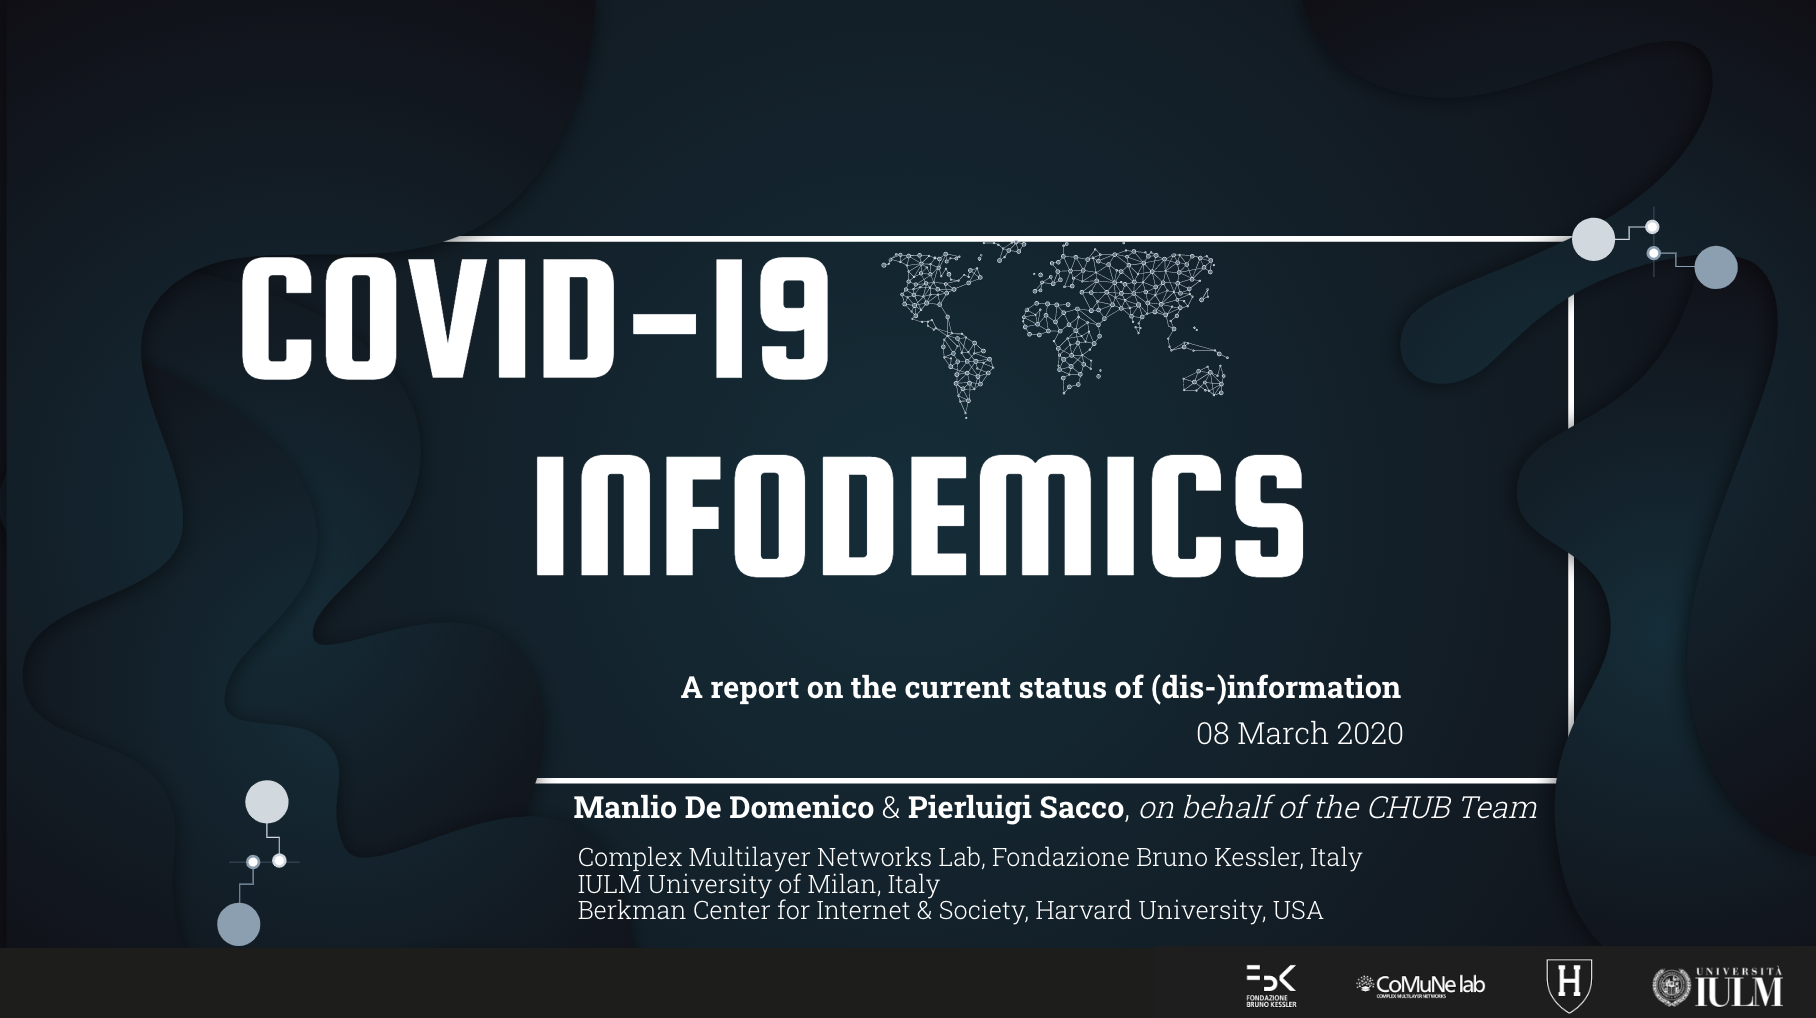 COVID-19
INFODEMICS
A report on the current status of (dis-)information
08 March 2020
Manlio De Domenico & Pierluigi Sacco, on behalf of the CHUB Team
Complex Multilayer Networks Lab, Fondazione Bruno Kessler, Italy
IULM University of Milan, Italy
Berkman Center for Internet & Society, Harvard University, USA
FBK
FONDAZIONE
BRUNO KESSLER
CoMuNe lab
COMPLEX MULTILAYER NETWORKS
H
UNIVERSITÀ
IULM